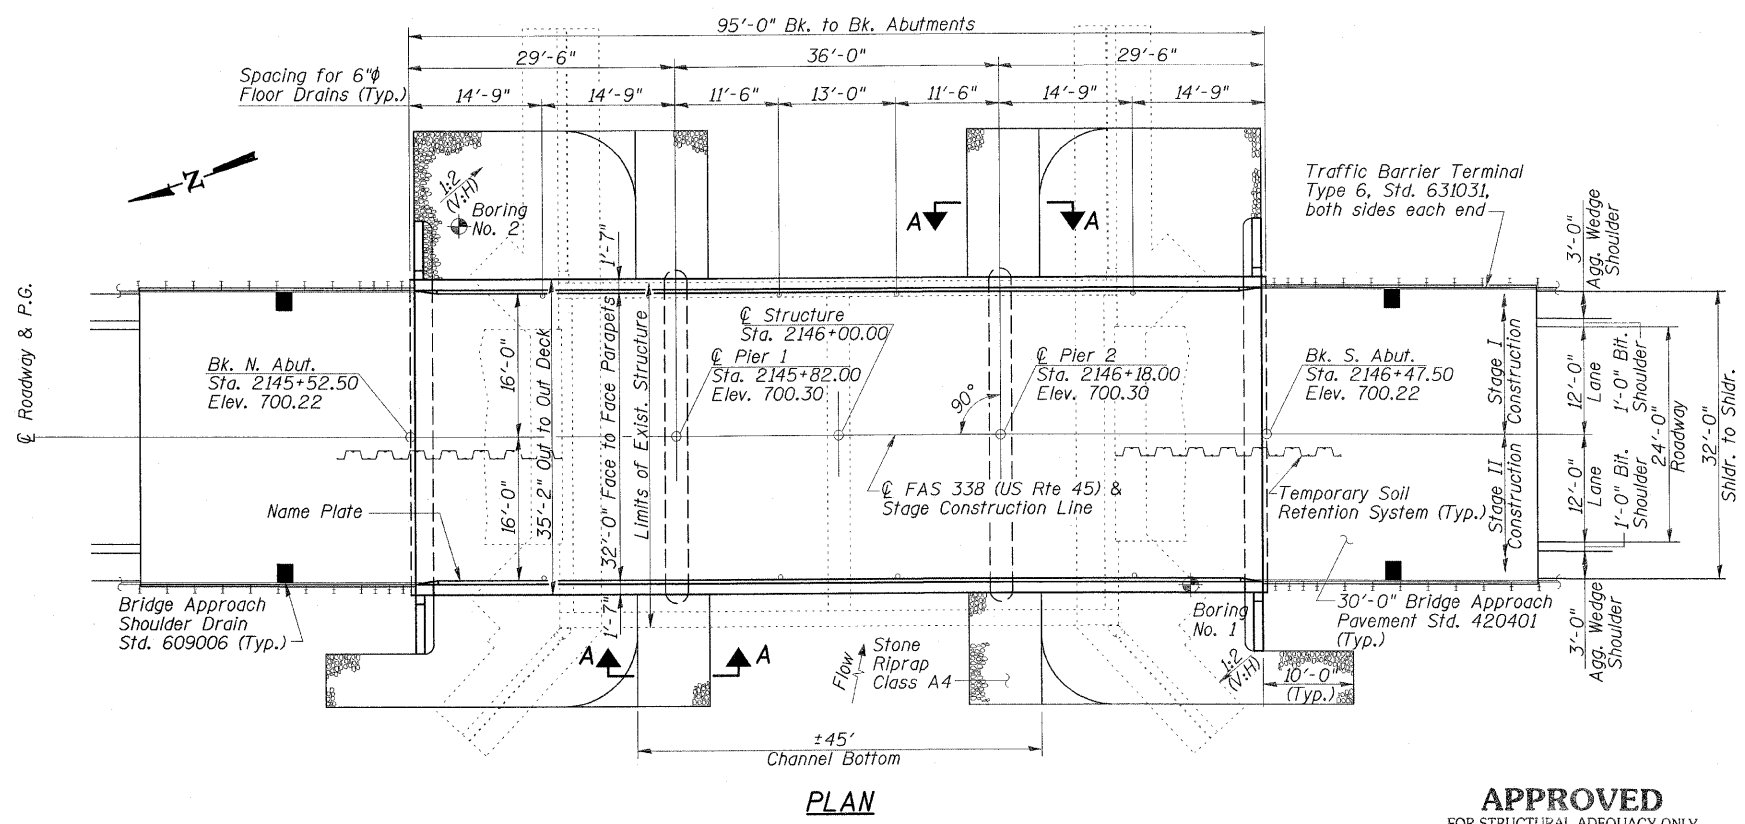 95'-0" Bk. to Bk. Abutments
29'-6"
36'-0"
29'-6"
Spacing for 6"φ
Floor Drains (Typ.)
14'-9"
14'-9"
11'-6"
13'-0"
11'-6"
14'-9"
14'-9"
N
1:2
(V:H)
Boring
No. 2
A
A
Traffic Barrier Terminal
Type 6, Std. 631031,
both sides each end
3'-0"
Agg. Wedge
Shoulder
1'-7"
℄ Roadway & P.G.
℄ Structure
Sta. 2146+00.00
Bk. N. Abut.
Sta. 2145+52.50
Elev. 700.22
16'-0"
35'-2" Out to Out Deck
32'-0" Face to Face Parapets
Limits of Exist. Structure
℄ Pier 1
Sta. 2145+82.00
Elev. 700.30
90°
℄ Pier 2
Sta. 2146+18.00
Elev. 700.30
Bk. S. Abut.
Sta. 2146+47.50
Elev. 700.22
Stage I
Construction
12'-0"
Lane
1'-0" Bit.
Shoulder
24'-0"
Roadway
32'-0"
Shldr. to Shldr.
℄ FAS 338 (US Rte 45) &
Stage Construction Line
Name Plate
16'-0"
Temporary Soil
Retention System (Typ.)
Stage II
Construction
12'-0"
Lane
1'-0" Bit.
Shoulder
Bridge Approach
Shoulder Drain
Std. 609006 (Typ.)
1'-7"
A
A
Flow
Stone
Riprap
Class A4
Boring
No. 1
1:2
(V:H)
30'-0" Bridge Approach
Pavement Std. 420401
(Typ.)
3'-0"
Agg. Wedge
Shoulder
10'-0"
(Typ.)
±45'
Channel Bottom
PLAN
APPROVED
FOR STRUCTURAL ADEQUACY ONLY